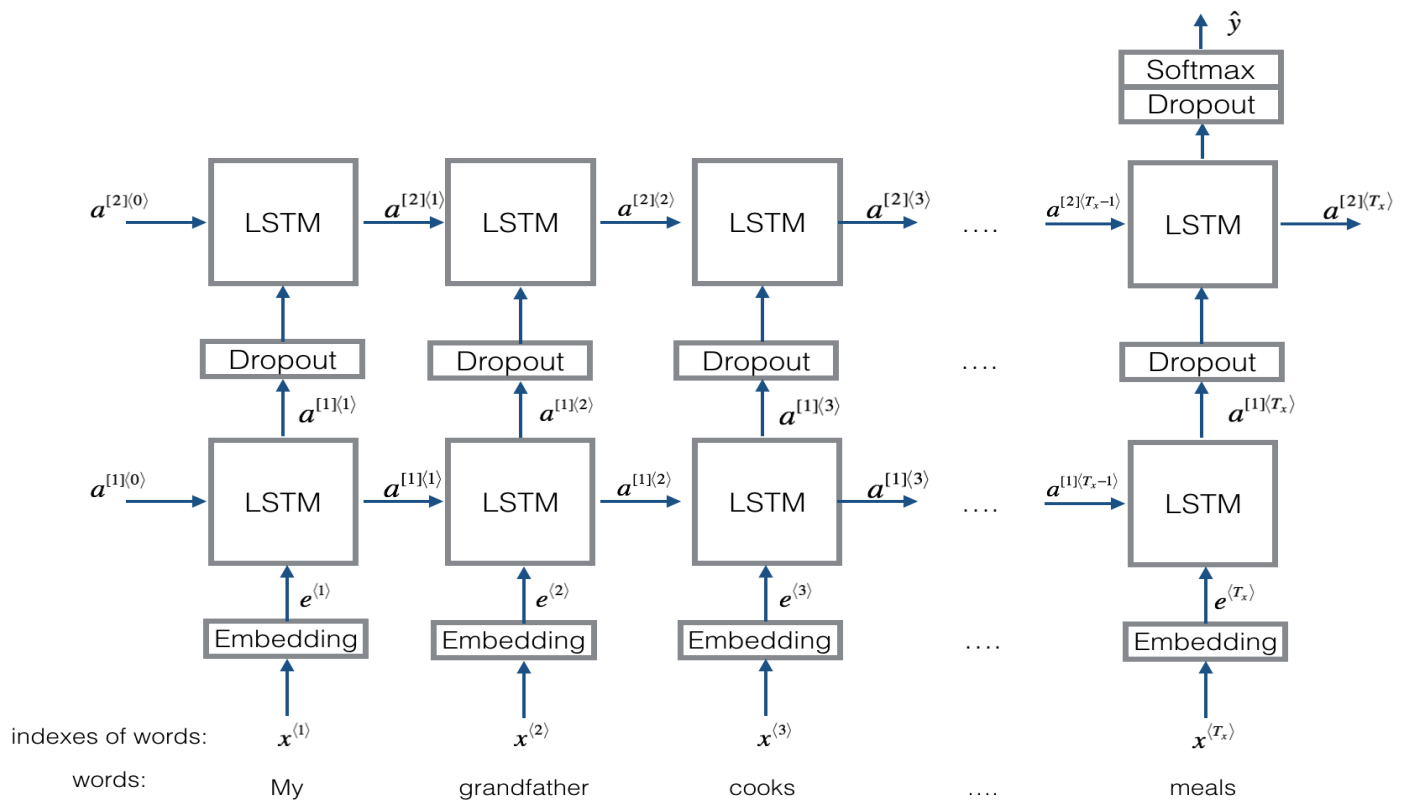 ŷ
Softmax
Dropout
a^[2]⟨0⟩ LSTM a^[2]⟨1⟩ LSTM a^[2]⟨2⟩ LSTM a^[2]⟨3⟩ .... a^[2]⟨Tₓ−1⟩ LSTM a^[2]⟨Tₓ⟩
Dropout Dropout Dropout .... Dropout
a^[1]⟨1⟩ a^[1]⟨2⟩ a^[1]⟨3⟩ a^[1]⟨Tₓ⟩
a^[1]⟨0⟩ LSTM a^[1]⟨1⟩ LSTM a^[1]⟨2⟩ LSTM a^[1]⟨3⟩ .... a^[1]⟨Tₓ−1⟩ LSTM
e^⟨1⟩ e^⟨2⟩ e^⟨3⟩ e^⟨Tₓ⟩
Embedding Embedding Embedding .... Embedding
indexes of words: x^⟨1⟩ x^⟨2⟩ x^⟨3⟩ x^⟨Tₓ⟩
words: My grandfather cooks .... meals